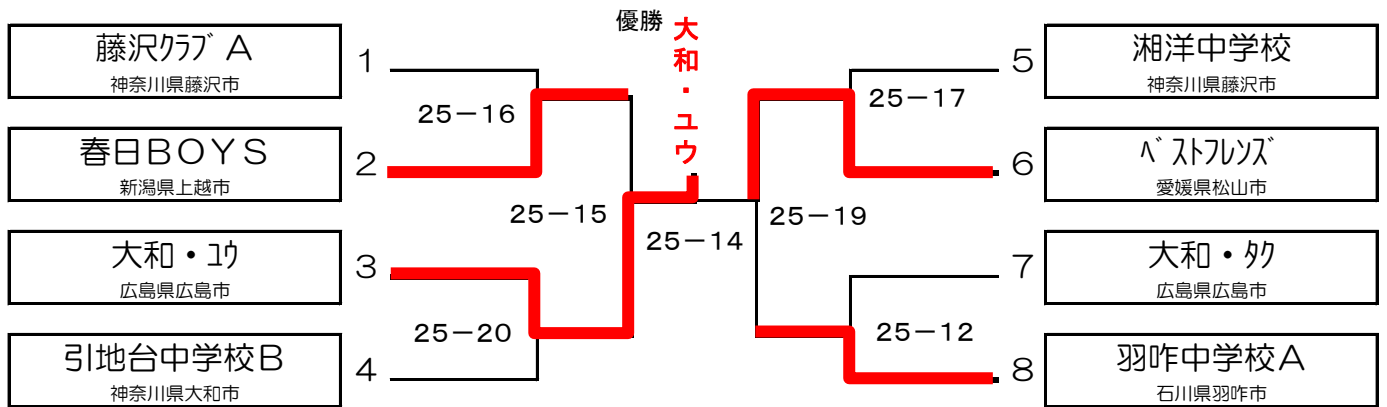 優勝
大和・ユウ
藤沢ｸﾗﾌﾞ A
神奈川県藤沢市
1
春日BOYS
新潟県上越市
2
大和・ﾕｳ
広島県広島市
3
引地台中学校B
神奈川県大和市
4
25－16
25－20
25－15
25－14
25－19
25－17
25－12
5
湘洋中学校
神奈川県藤沢市
6
ﾍﾞｽﾄﾌﾚﾝｽﾞ
愛媛県松山市
7
大和・ﾀｸ
広島県広島市
8
羽咋中学校A
石川県羽咋市